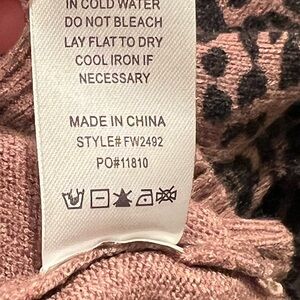 IN COLD WATER
DO NOT BLEACH
LAY FLAT TO DRY
COOL IRON IF
NECESSARY
MADE IN CHINA
STYLE# FW2492
PO#11810